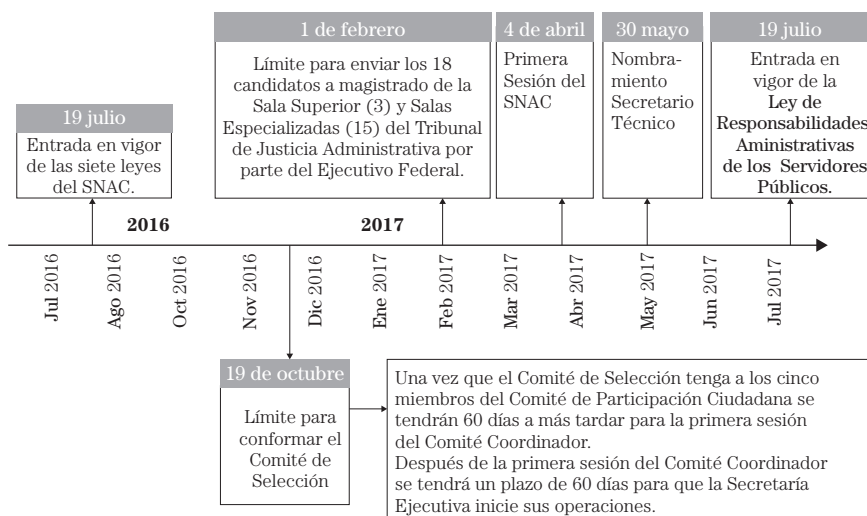 1 de febrero
Límite para enviar los 18
candidatos a magistrado de la
Sala Superior (3) y Salas
Especializadas (15) del Tribunal
de Justicia Administrativa por
parte del Ejecutivo Federal.
4 de abril
Primera
Sesión del
SNAC
30 mayo
Nombra-
miento
Secretario
Técnico
19 julio
Entrada en
vigor de la
Ley de
Responsabilidades
Aministrativas
de los Servidores
Públicos.
19 julio
Entrada en vigor
de las siete leyes
del SNAC.
2016
2017
Jul 2016
Ago 2016
Oct 2016
Nov 2016
Dic 2016
Ene 2017
Feb 2017
Mar 2017
Abr 2017
May 2017
Jun 2017
Jul 2017
19 de octubre
Límite para
conformar el
Comité de
Selección
Una vez que el Comité de Selección tenga a los cinco
miembros del Comité de Participación Ciudadana se
tendrán 60 días a más tardar para la primera sesión
del Comité Coordinador.
Después de la primera sesión del Comité Coordinador
se tendrá un plazo de 60 días para que la Secretaría
Ejecutiva inicie sus operaciones.